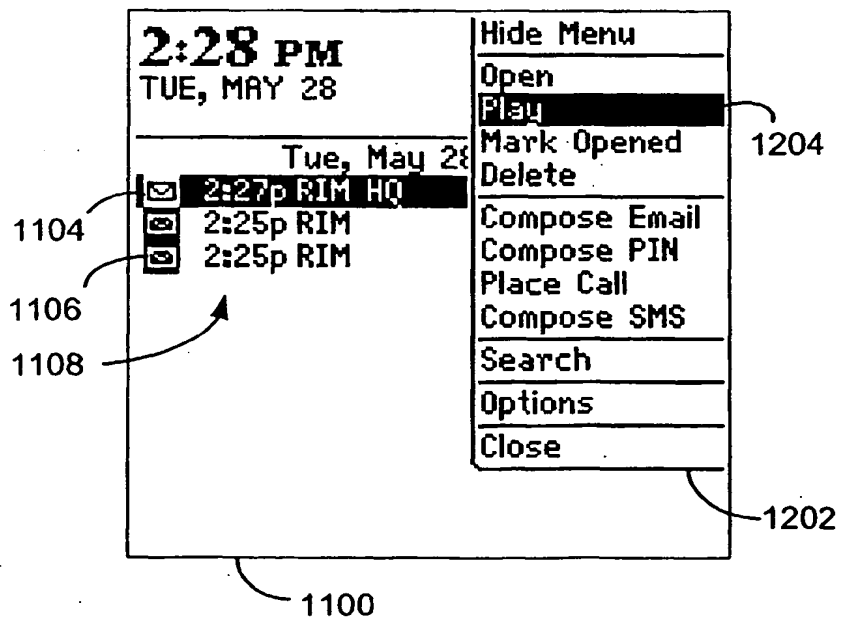 2:28 PM
TUE, MAY 28
Tue, May 28
2:27p RIM HQ
2:25p RIM
2:25p RIM
Hide Menu
Open
Play
Mark Opened
Delete
Compose Email
Compose PIN
Place Call
Compose SMS
Search
Options
Close
1104
1106
1108
1204
1202
1100